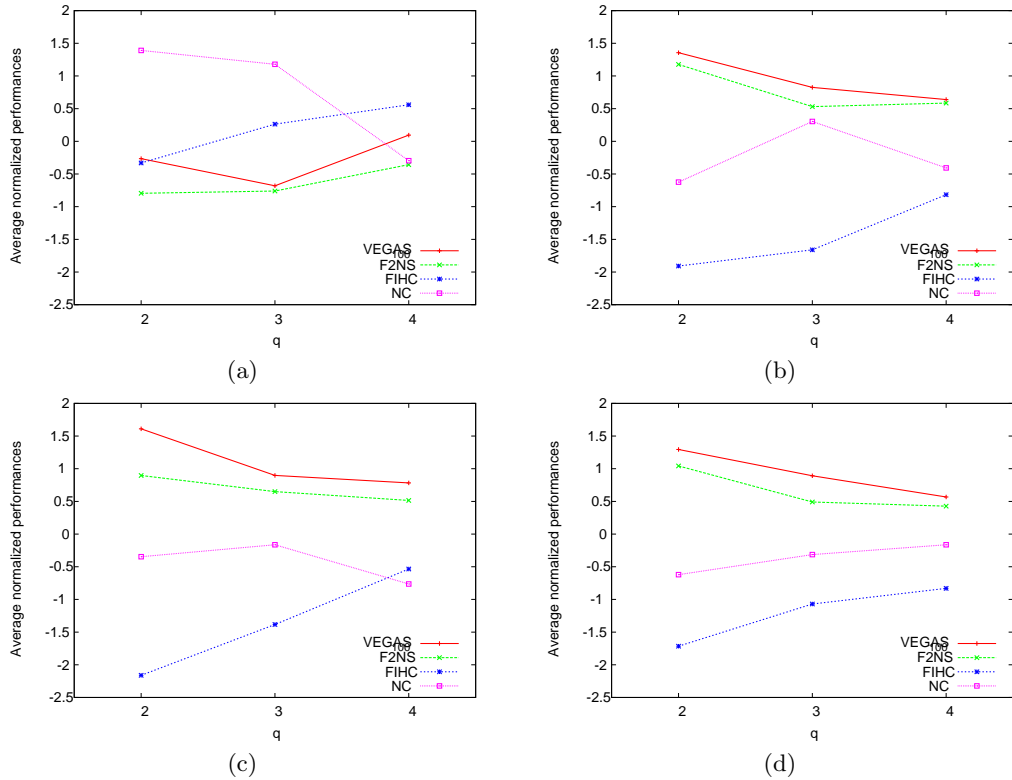 2
1.5
1
0.5
0
-0.5
-1
-1.5
-2
-2.5
2 3 4
Average normalized performances
q
VEGAS100
F2NS
FIHC
NC
(a)
2
1.5
1
0.5
0
-0.5
-1
-1.5
-2
-2.5
2 3 4
Average normalized performances
q
VEGAS100
F2NS
FIHC
NC
(b)
2
1.5
1
0.5
0
-0.5
-1
-1.5
-2
-2.5
2 3 4
Average normalized performances
q
VEGAS100
F2NS
FIHC
NC
(c)
2
1.5
1
0.5
0
-0.5
-1
-1.5
-2
-2.5
2 3 4
Average normalized performances
q
VEGAS100
F2NS
FIHC
NC
(d)